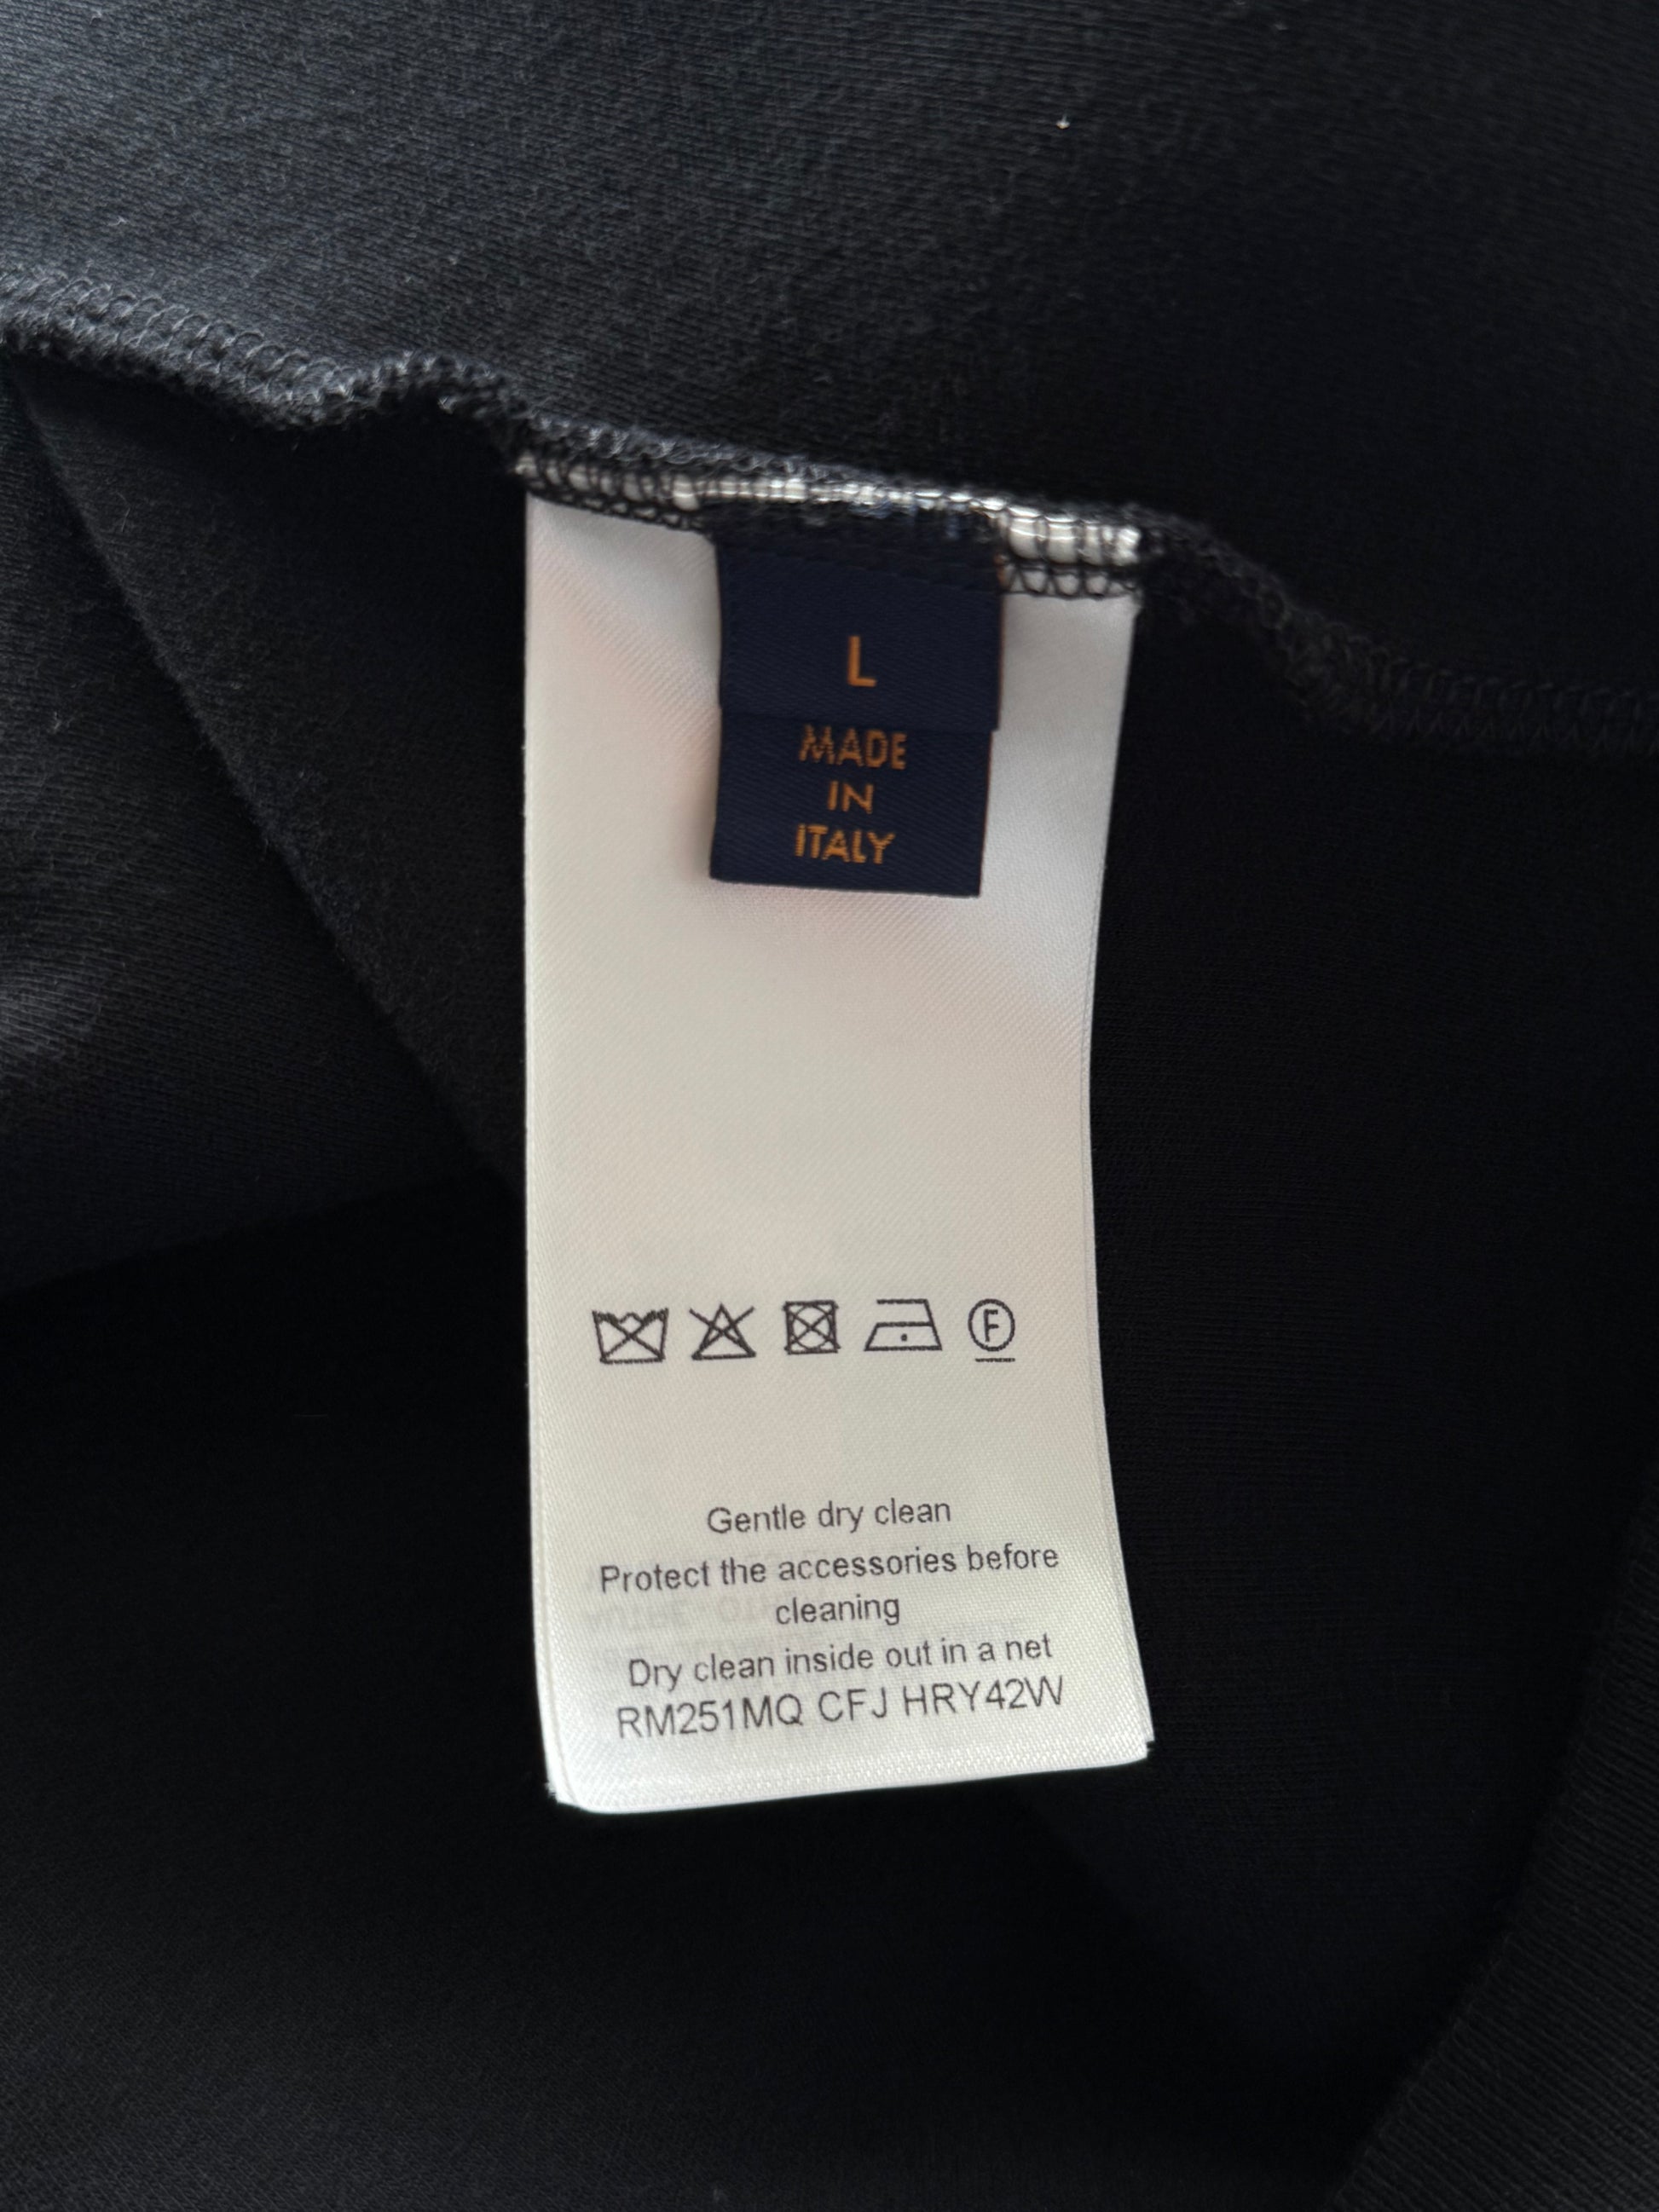 L
MADE
IN
ITALY
F
Gentle dry clean
Protect the accessories before
cleaning
Dry clean inside out in a net
RM251MQ CFJ HRY42W